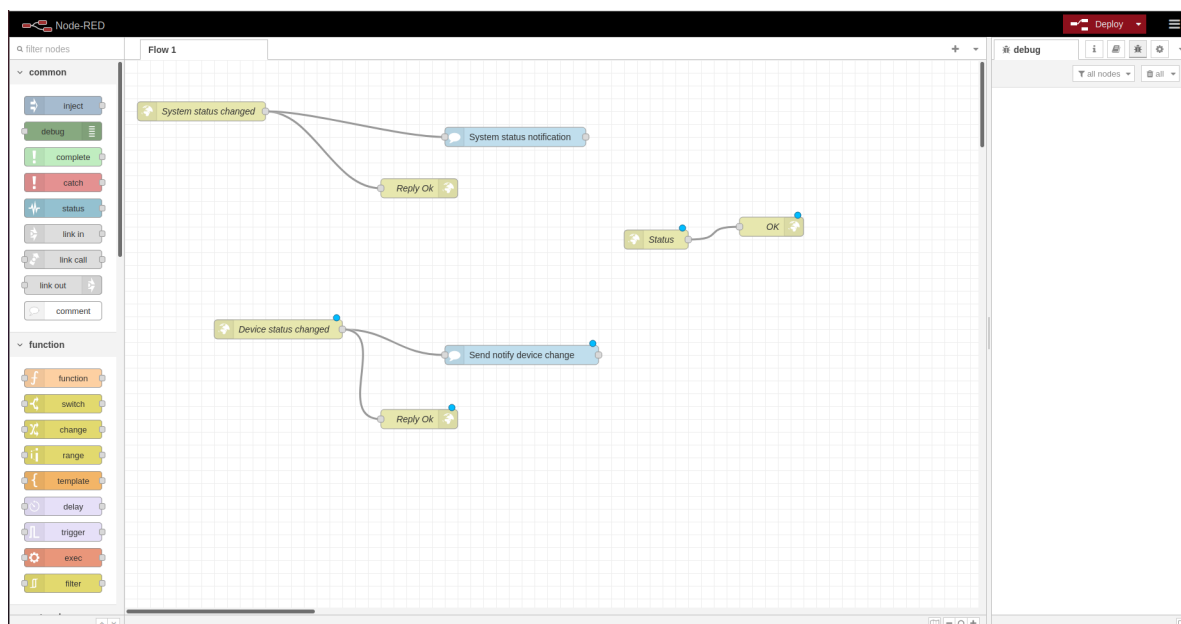 Node-RED
Deploy
filter nodes
Flow 1
debug
i
all nodes
all
common
inject
debug
complete
catch
status
link in
link call
link out
comment
function
function
switch
change
range
template
delay
trigger
exec
filter
System status changed
System status notification
Reply Ok
Status
OK
Device status changed
Send notify device change
Reply Ok